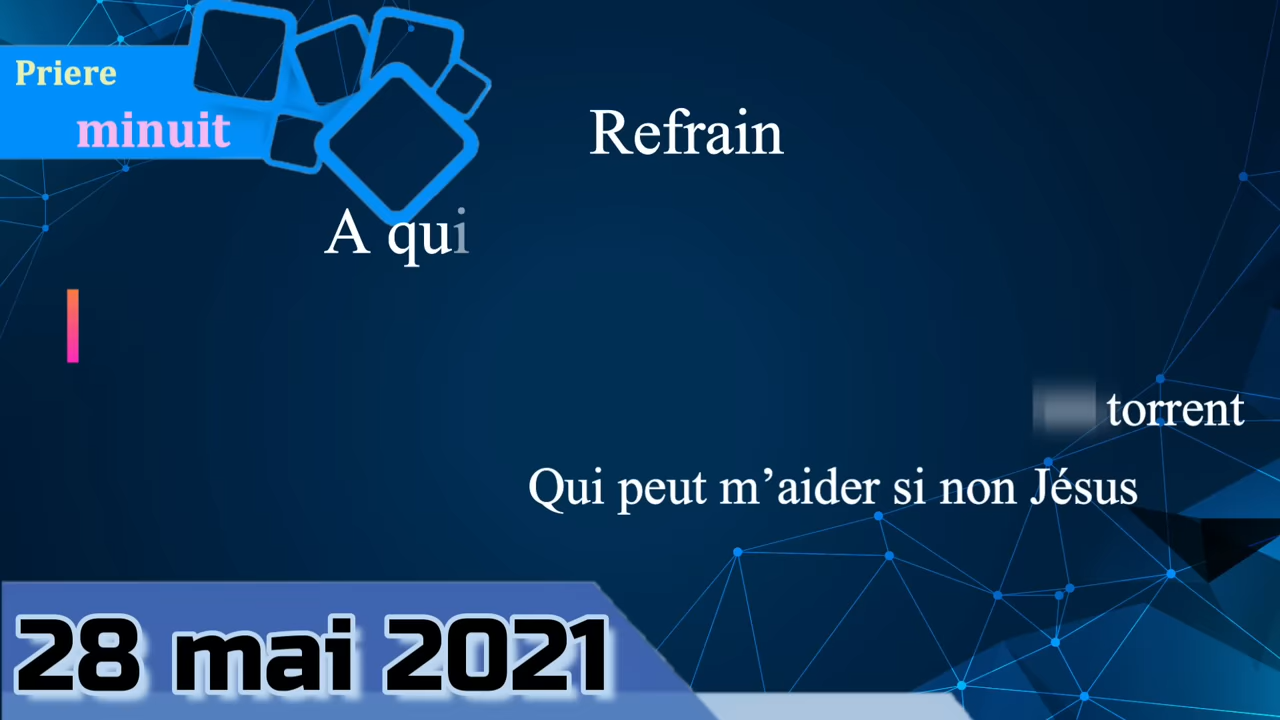 Priere
minuit
Refrain
A qui
torrent
Qui peut m’aider si non Jésus
28 mai 2021